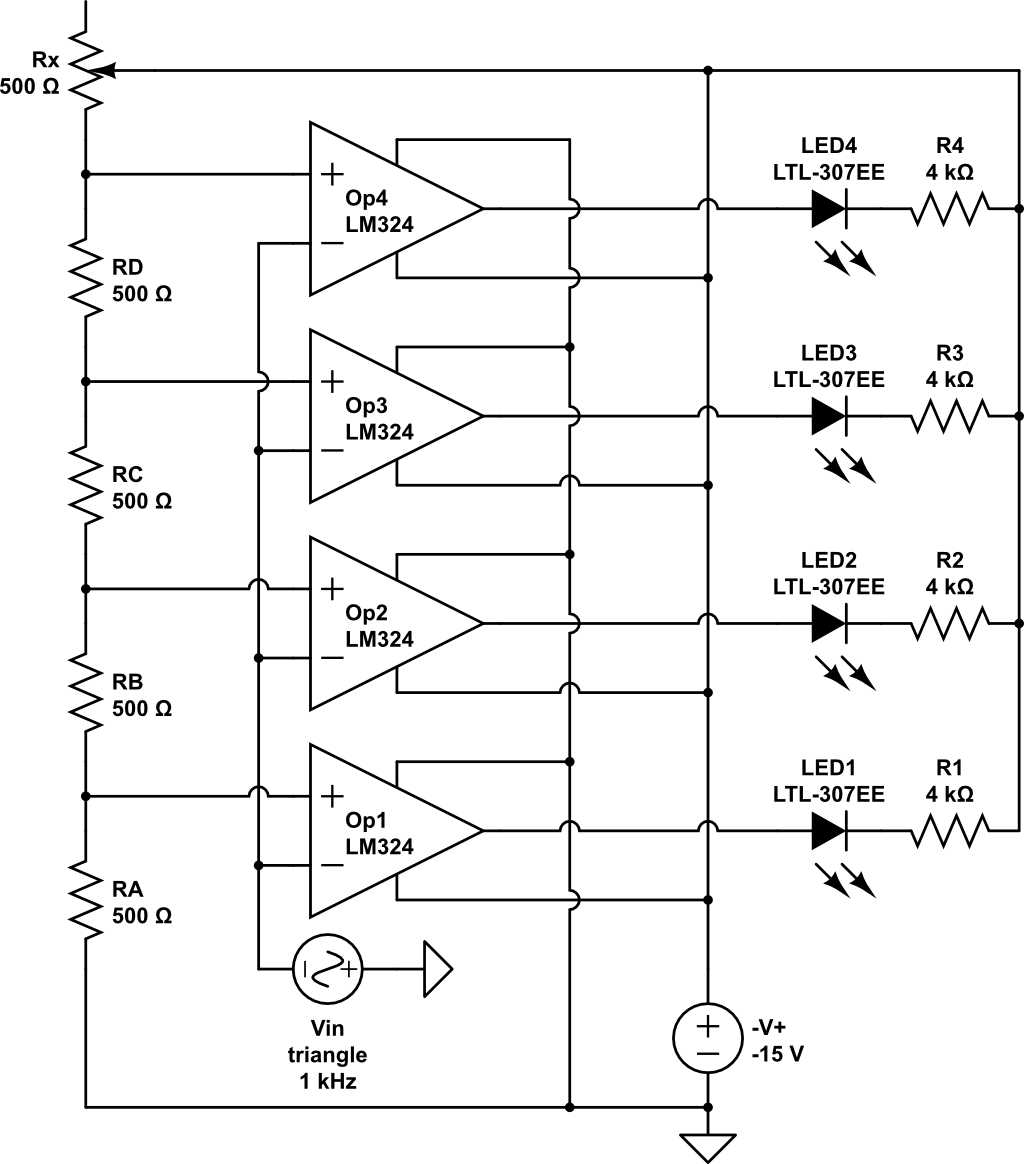 Rx
500 Ω
LED4
LTL-307EE
R4
4 kΩ
+
Op4
LM324
−
RD
500 Ω
LED3
LTL-307EE
R3
4 kΩ
+
Op3
LM324
−
RC
500 Ω
LED2
LTL-307EE
R2
4 kΩ
+
Op2
LM324
−
RB
500 Ω
LED1
LTL-307EE
R1
4 kΩ
+
Op1
LM324
−
RA
500 Ω
Vin
triangle
1 kHz
+
−
-V+
-15 V